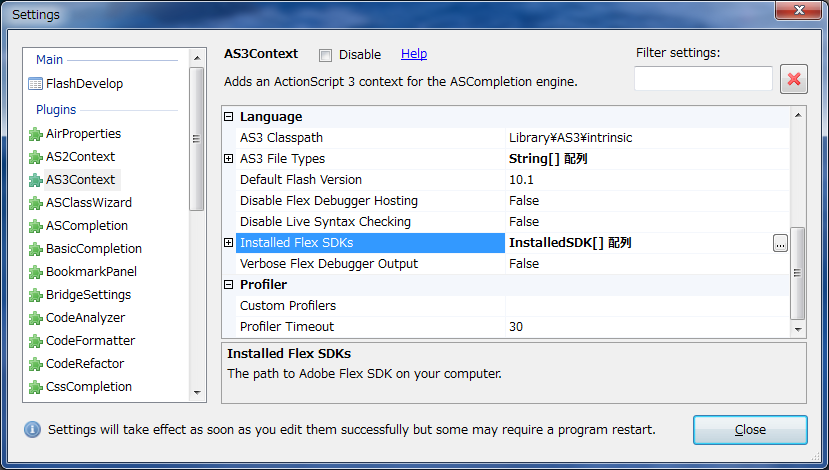 Settings
Main
FlashDevelop
Plugins
AirProperties
AS2Context
AS3Context
ASClassWizard
ASCompletion
BasicCompletion
BookmarkPanel
BridgeSettings
CodeAnalyzer
CodeFormatter
CodeRefactor
CssCompletion
AS3Context Disable Help
Filter settings:
Adds an ActionScript 3 context for the ASCompletion engine.
Language
AS3 Classpath Library¥AS3¥intrinsic
AS3 File Types String[] 配列
Default Flash Version 10.1
Disable Flex Debugger Hosting False
Disable Live Syntax Checking False
Installed Flex SDKs InstalledSDK[] 配列 ...
Verbose Flex Debugger Output False
Profiler
Custom Profilers
Profiler Timeout 30
Installed Flex SDKs
The path to Adobe Flex SDK on your computer.
Settings will take effect as soon as you edit them successfully but some may require a program restart.
Close